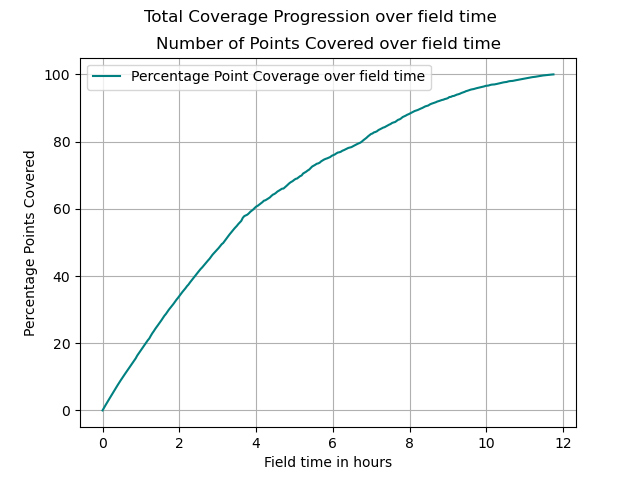 Total Coverage Progression over field time
Number of Points Covered over field time
Percentage Point Coverage over field time
Percentage Points Covered
100
80
60
40
20
0
0 2 4 6 8 10 12
Field time in hours